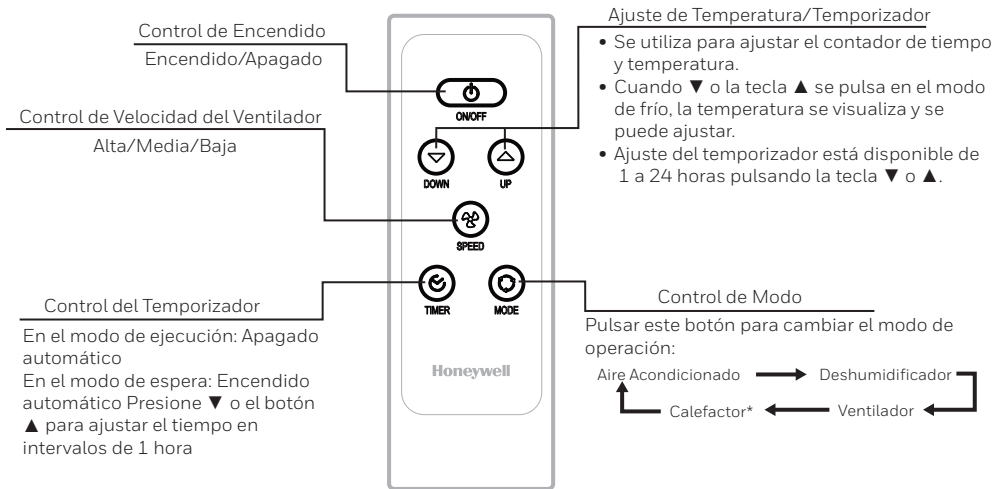 Control de Encendido
Encendido/Apagado
Control de Velocidad del Ventilador
Alta/Media/Baja
Control del Temporizador
En el modo de ejecución: Apagado
automático
En el modo de espera: Encendido
automático Presione ▼ o el botón
▲ para ajustar el tiempo en
intervalos de 1 hora
ON/OFF
DOWN
UP
SPEED
TIMER
MODE
Honeywell
Ajuste de Temperatura/Temporizador
• Se utiliza para ajustar el contador de tiempo
y temperatura.
• Cuando ▼ o la tecla ▲ se pulsa en el modo
de frío, la temperatura se visualiza y se
puede ajustar.
• Ajuste del temporizador está disponible de
1 a 24 horas pulsando la tecla ▼ o ▲.
Control de Modo
Pulsar este botón para cambiar el modo de
operación:
Aire Acondicionado
Deshumidificador
Ventilador
Calefactor*